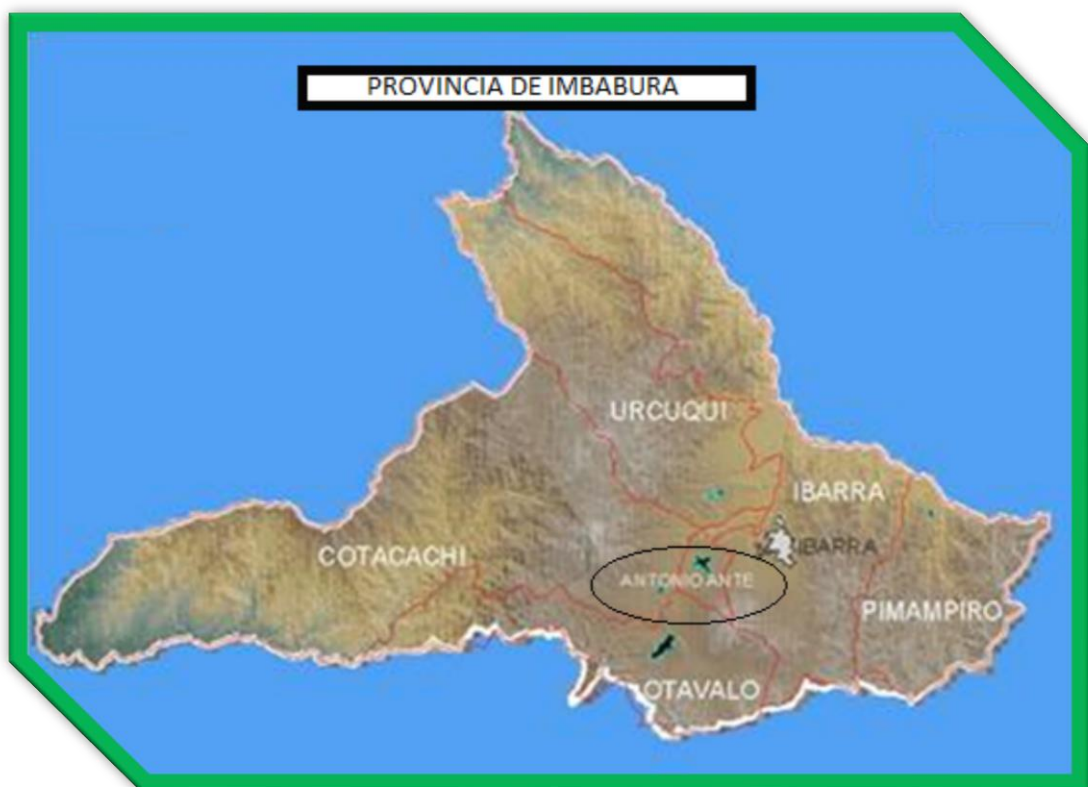 PROVINCIA DE IMBABURA
URCUQUI
IBARRA
IBARRA
COTACACHI
ANTONIO ANTE
PIMAMPIRO
OTAVALO